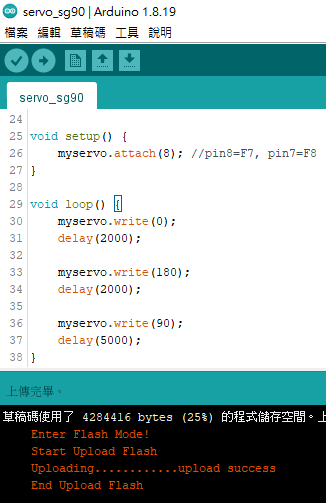 servo_sg90 | Arduino 1.8.19
檔案 編輯 草稿碼 工具 說明
servo_sg90
24
25 void setup() {
26 myservo.attach(8); //pin8=F7, pin7=F8
27 }
28
29 void loop() {
30 myservo.write(0);
31 delay(2000);
32
33 myservo.write(180);
34 delay(2000);
35
36 myservo.write(90);
37 delay(5000);
38 }
上傳完畢。
草稿碼使用了 4284416 bytes (25%) 的程式儲存空間。上
Enter Flash Mode!
Start Upload Flash
Uploading............upload success
End Upload Flash